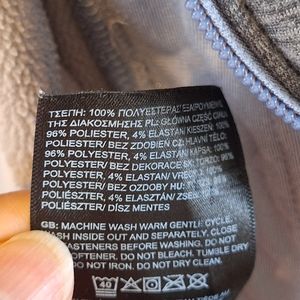 ΤΣΕΠΗ: 100% ΠΟΛΥΕΣΤΕΡΑΣ/ΕΞΑΙΡΟΥΜΕΝΗΣ
ΤΗΣ ΔΙΑΚΟΣΜΗΣΗΣ PL: GŁÓWNA CZĘŚĆ
96% POLIESTER, 4% ELASTAN/ KIESZEŃ: 100%
POLIESTER/ BEZ ZDOBIEŃ CZ: HLAVNÍ TĚLO:
96% POLYESTER, 4% ELASTAN/ KAPSA: 100%
POLYESTER/ BEZ DEKORACE SK: TORZO: 96%
POLYESTER, 4% ELASTAN/ VRECKO: 100%
POLYESTER/ BEZ OZDOBY HU:
POLIÉSZTER, 4% ELASZTÁN/ ZSEB:
POLIÉSZTER/ DÍSZ MENTES
GB: MACHINE WASH WARM GENTLE CYCLE.
WASH INSIDE OUT AND SEPARATELY. CLOSE
FASTENERS BEFORE WASHING. DO NOT
SOFTENER. DO NOT BLEACH. TUMBLE DRY
DO NOT IRON. DO NOT DRY CLEAN.
40